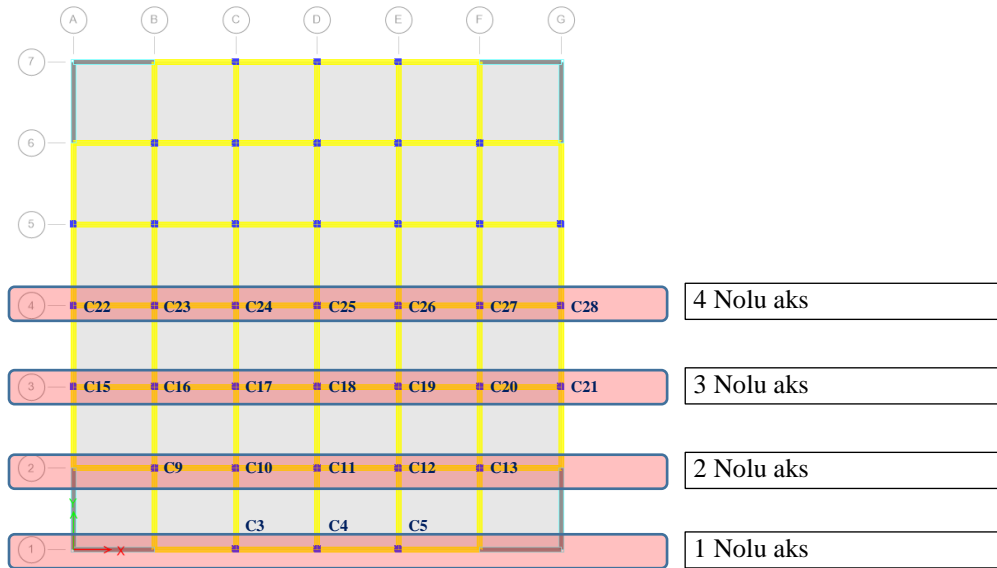 A B C D E F G
7
6
5
4 C22 C23 C24 C25 C26 C27 C28 4 Nolu aks
3 C15 C16 C17 C18 C19 C20 C21 3 Nolu aks
2 C9 C10 C11 C12 C13 2 Nolu aks
Y
C3 C4 C5
1 X 1 Nolu aks